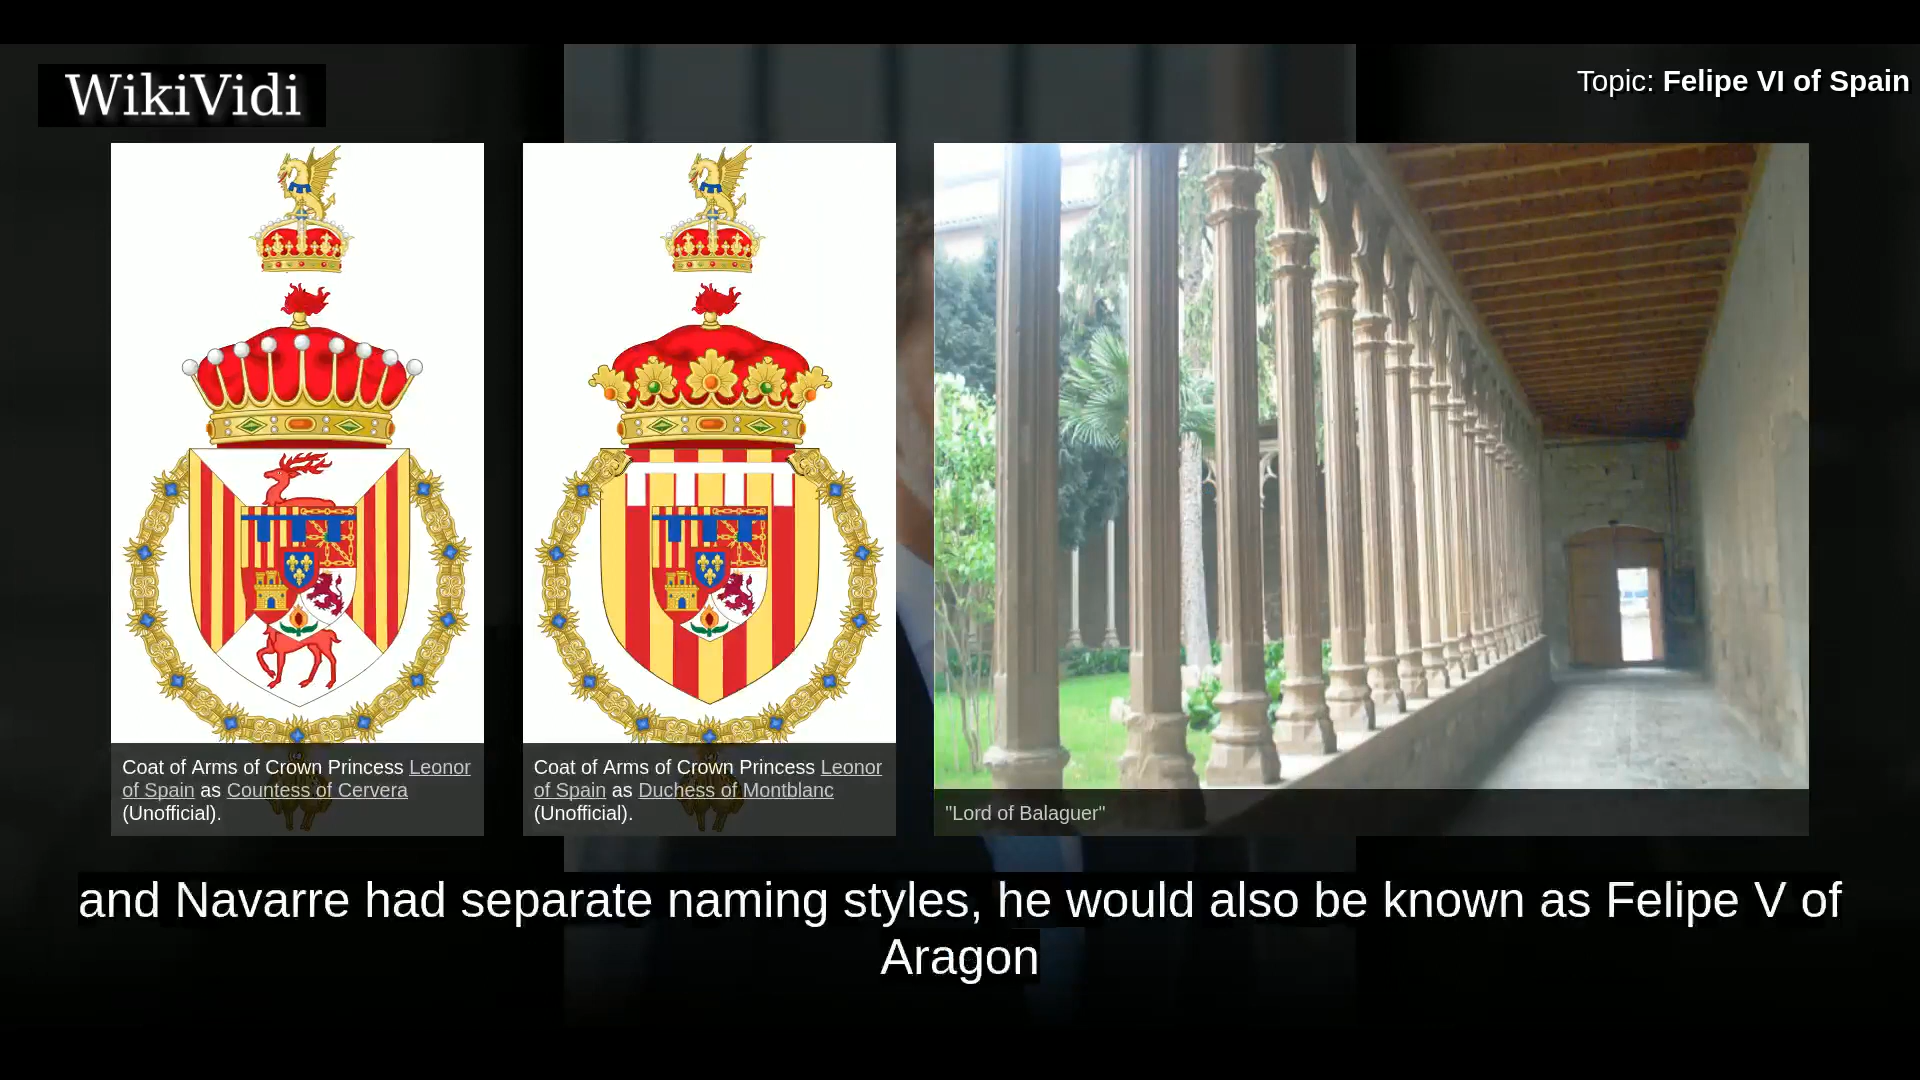 WikiVidi
Topic: Felipe VI of Spain
Coat of Arms of Crown Princess Leonor
of Spain as Countess of Cervera
(Unofficial).
Coat of Arms of Crown Princess Leonor
of Spain as Duchess of Montblanc
(Unofficial).
"Lord of Balaguer"
and Navarre had separate naming styles, he would also be known as Felipe V of
Aragon